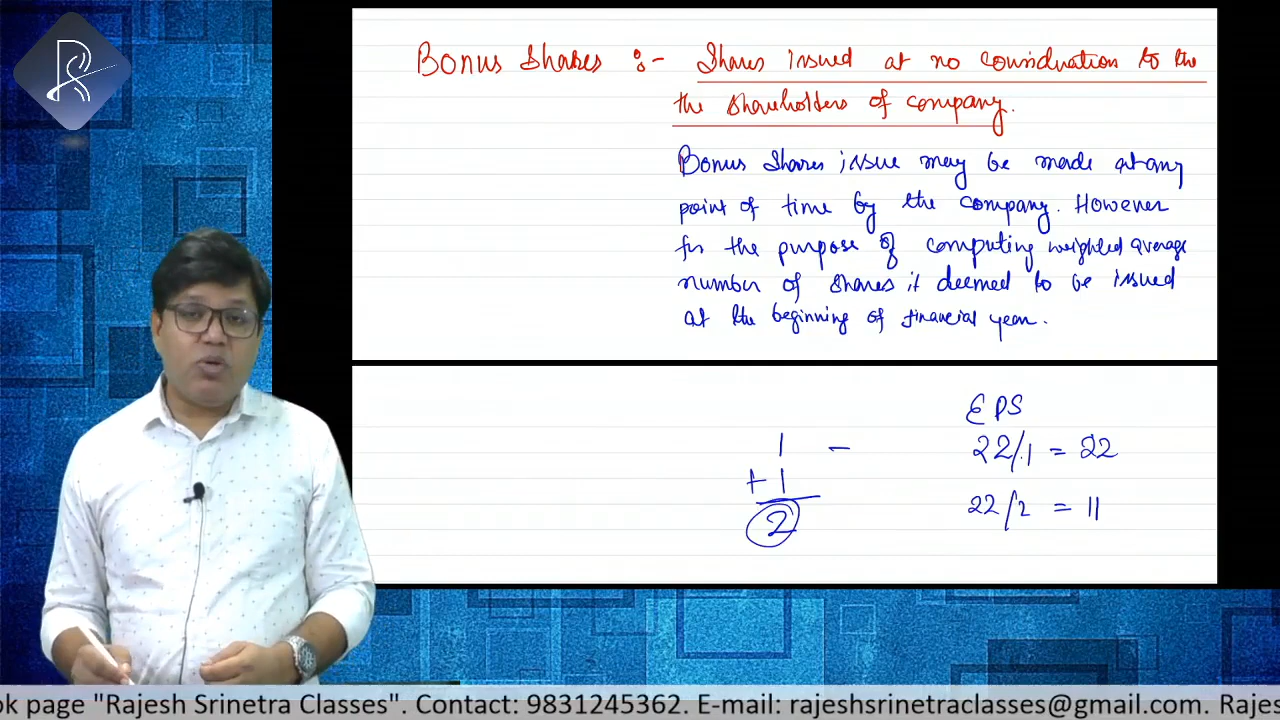 Bonus Shares :- Shares issued at no consideration to the
the shareholders of company.
Bonus Shares issue may be made at any
point of time by the company. However
for the purpose of computing weighted average
number of shares it deemed to be issued
at the beginning of financial year.
EPS
1 - 22/1 = 22
+ 1
2 22/2 = 11
ok page "Rajesh Srinetra Classes". Contact: 9831245362. E-mail: rajeshsrinetraclasses@gmail.com. Rajes